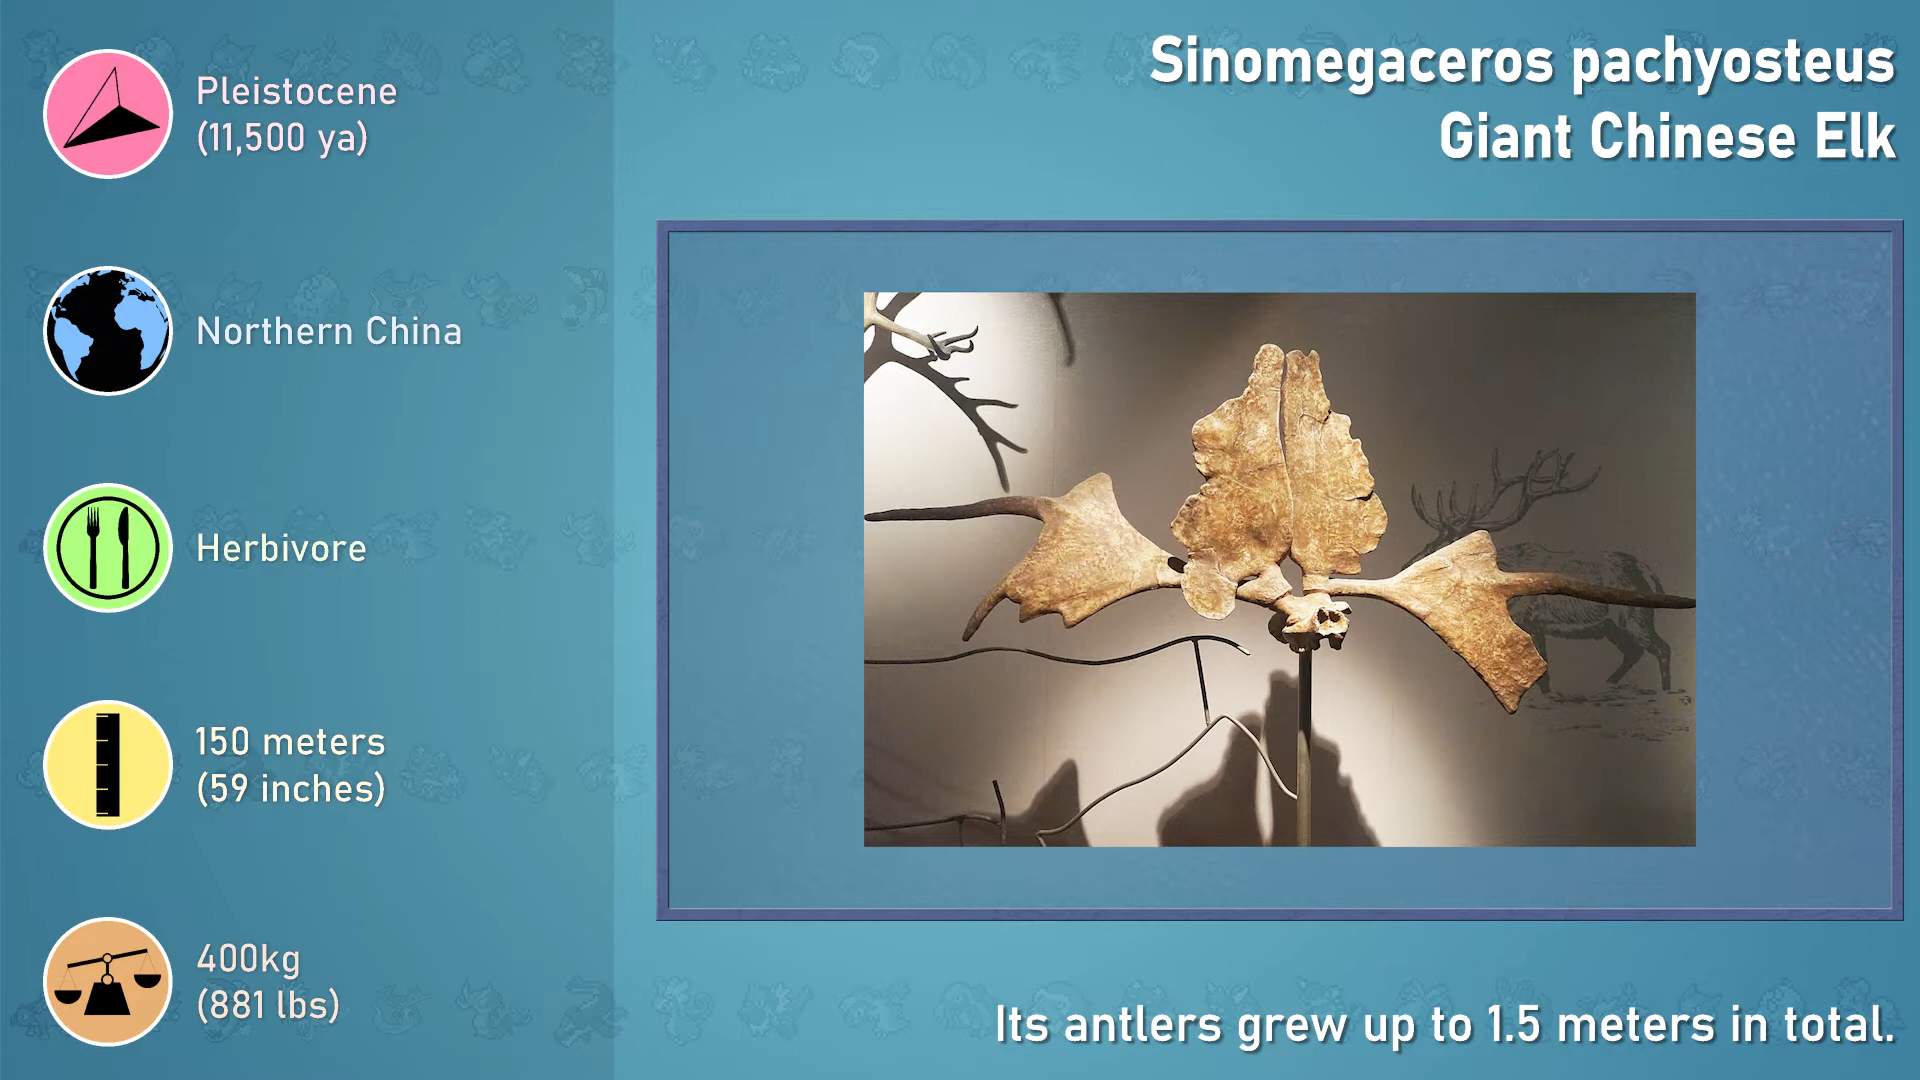 Sinomegaceros pachyosteus
Giant Chinese Elk
Pleistocene
(11,500 ya)
Northern China
Herbivore
150 meters
(59 inches)
400kg
(881 lbs)
Its antlers grew up to 1.5 meters in total.